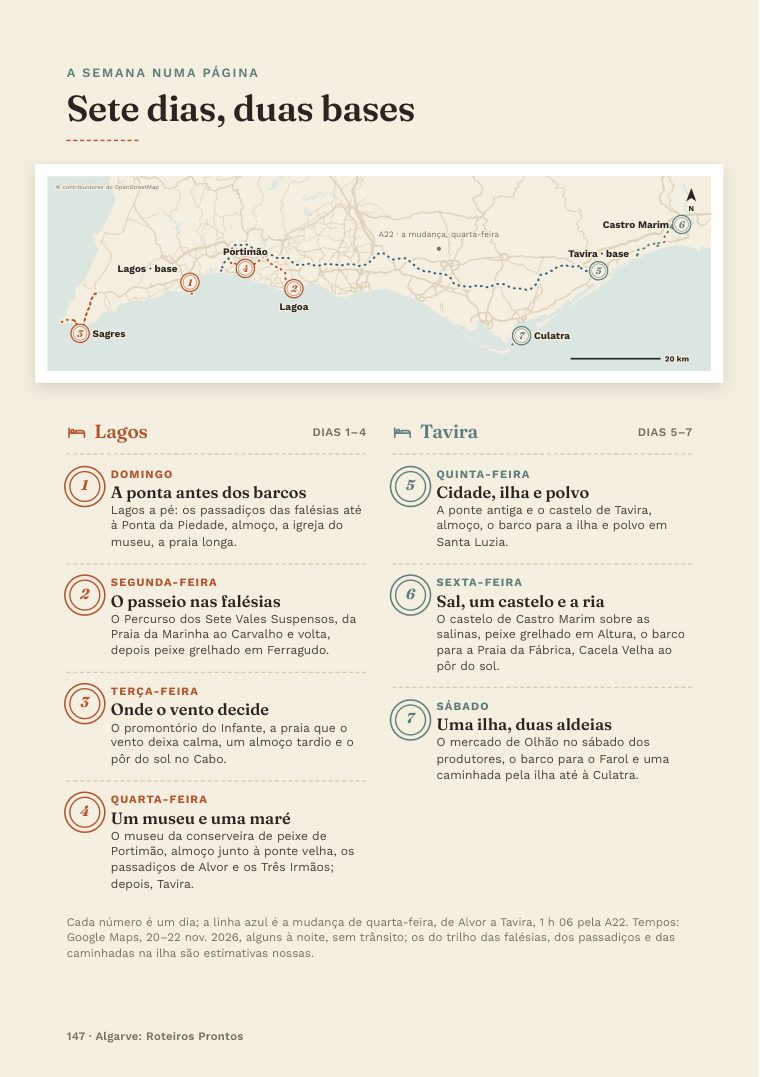 A SEMANA NUMA PÁGINA
Sete dias, duas bases
© contribuidores do OpenStreetMap
N
Castro Marim
6
A22 · a mudança, quarta-feira
Portimão
Tavira · base
Lagos · base
4
5
1
2
Lagoa
3
Sagres
7
Culatra
20 km
Lagos
DIAS 1–4
1
DOMINGO
A ponta antes dos barcos
Lagos a pé: os passadiços das falésias até
à Ponta da Piedade, almoço, a igreja do
museu, a praia longa.
2
SEGUNDA-FEIRA
O passeio nas falésias
O Percurso dos Sete Vales Suspensos, da
Praia da Marinha ao Carvalho e volta,
depois peixe grelhado em Ferragudo.
3
TERÇA-FEIRA
Onde o vento decide
O promontório do Infante, a praia que o
vento deixa calma, um almoço tardio e o
pôr do sol no Cabo.
4
QUARTA-FEIRA
Um museu e uma maré
O museu da conserveira de peixe de
Portimão, almoço junto à ponte velha, os
passadiços de Alvor e os Três Irmãos;
depois, Tavira.
Tavira
DIAS 5–7
5
QUINTA-FEIRA
Cidade, ilha e polvo
A ponte antiga e o castelo de Tavira,
almoço, o barco para a ilha e polvo em
Santa Luzia.
6
SEXTA-FEIRA
Sal, um castelo e a ria
O castelo de Castro Marim sobre as
salinas, peixe grelhado em Altura, o barco
para a Praia da Fábrica, Cacela Velha ao
pôr do sol.
7
SÁBADO
Uma ilha, duas aldeias
O mercado de Olhão no sábado dos
produtores, o barco para o Farol e uma
caminhada pela ilha até à Culatra.
Cada número é um dia; a linha azul é a mudança de quarta-feira, de Alvor a Tavira, 1 h 06 pela A22. Tempos:
Google Maps, 20–22 nov. 2026, alguns à noite, sem trânsito; os do trilho das falésias, dos passadiços e das
caminhadas na ilha são estimativas nossas.
147 · Algarve: Roteiros Prontos